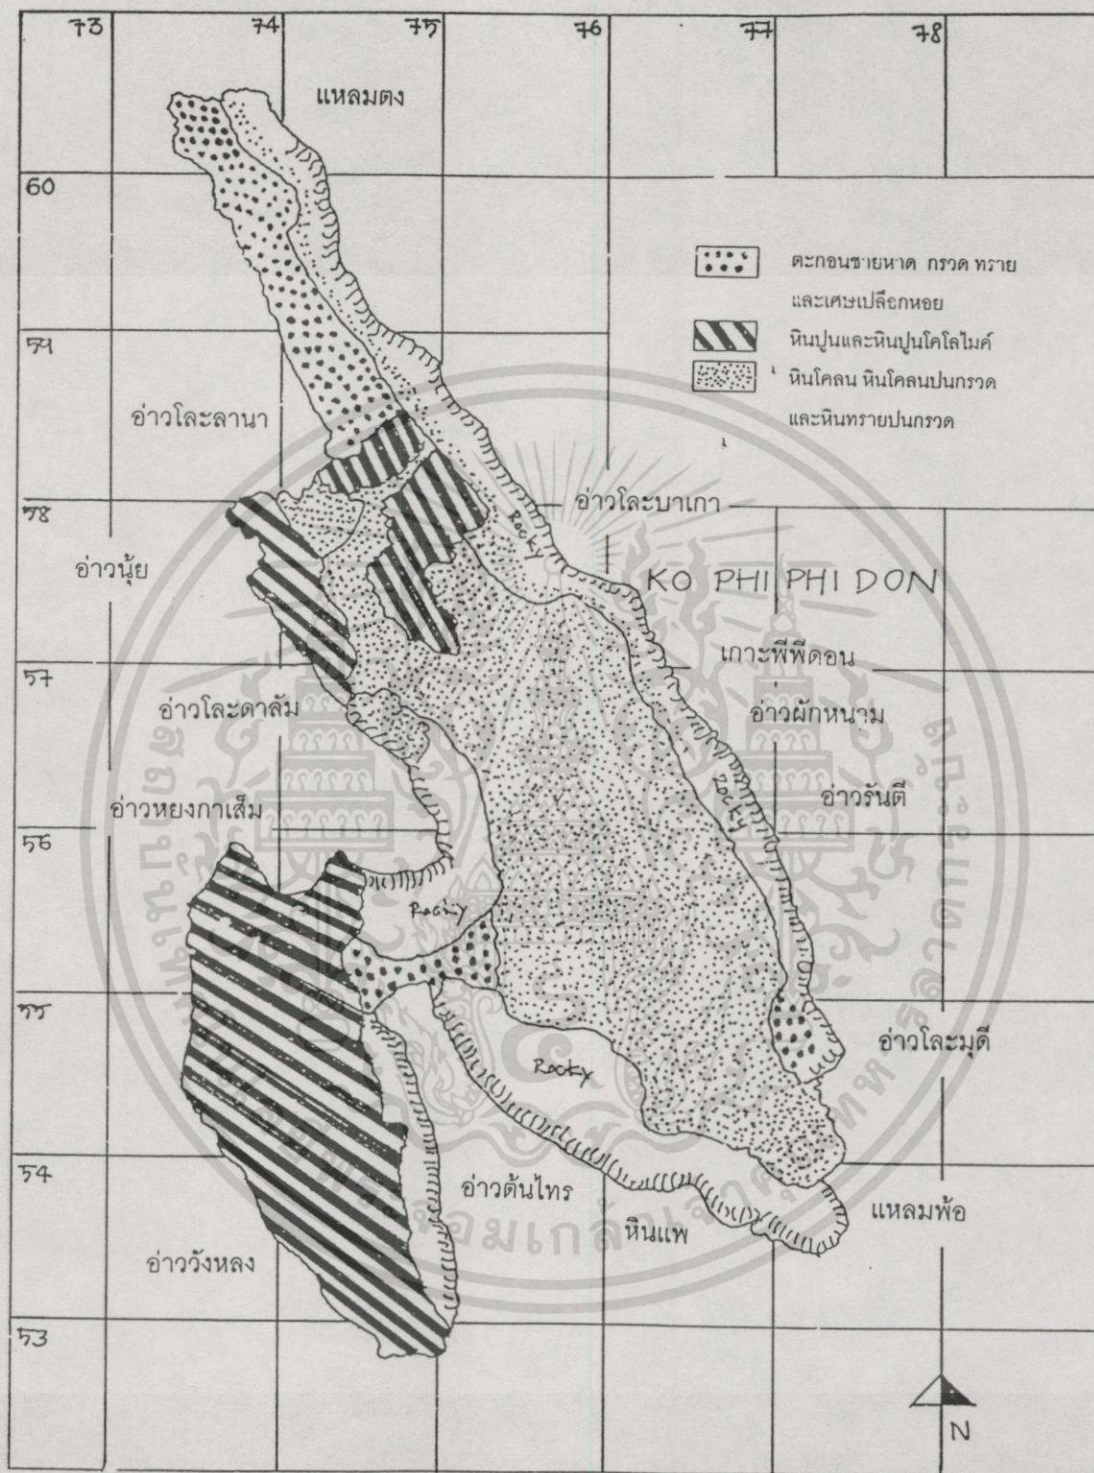 73 74 75 76 77 78
แหลมตง
60
ตะกอนชายหาด กรวด ทราย
และเศษเปลือกหอย
59
หินปูนและหินปูนโดโลไมค์
หินโคลน หินโคลนปนกรวด
และหินทรายปนกรวด
อ่าวโละลานา
58
อ่าวโละบาเกา
Rocky
อ่าวนุ้ย
KO PHI PHI DON
เกาะพีพีดอน
57
อ่าวโละดาลัม
อ่าวผักหนาม
Rocky
อ่าวรันตี
อ่าวหยงกาเส็ม
56
Rocky
55
อ่าวโละมุดี
Rocky
54
อ่าวต้นไทร
แหลมพ้อ
หินแพ
อ่าววังหลง
53
N